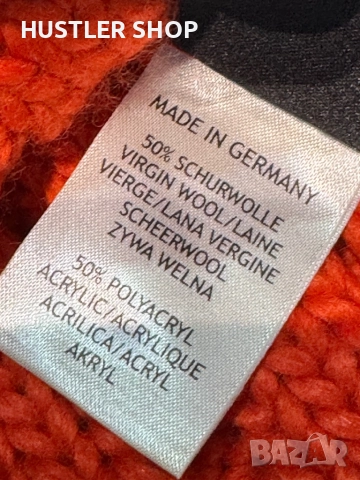 HUSTLER SHOP
MADE IN GERMANY
50% SCHURWOLLE
VIRGIN WOOL/LAINE
VIERGE/LANA VERGINE
SCHEERWOOL
ZYWA WELNA
50% POLYACRYL
ACRYLIC/ACRYLIQUE
ACRILICA/ACRYL
AKRYL
bazar